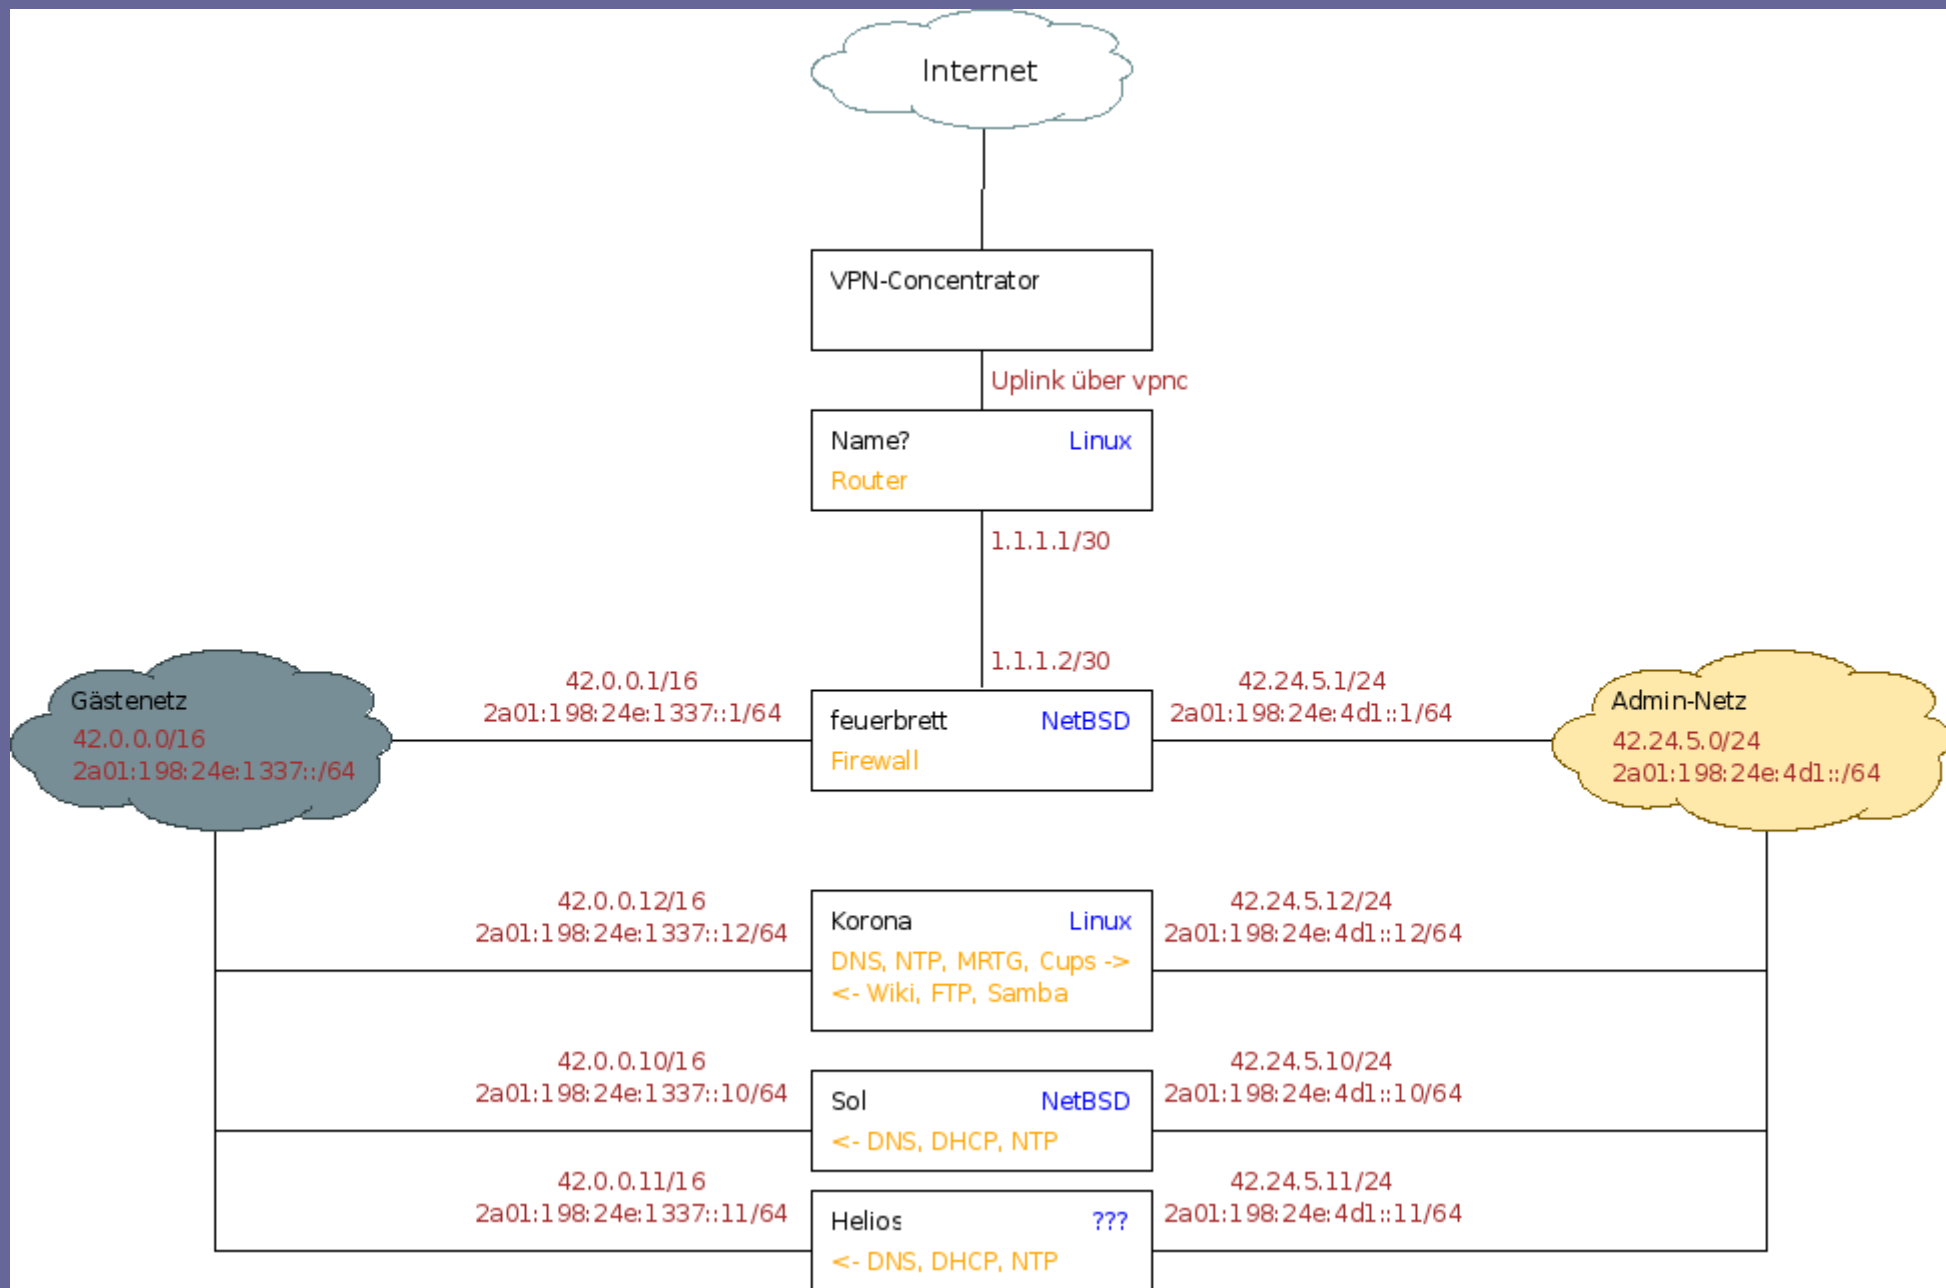 Internet
VPN-Concentrator
Uplink über vpnc
Name? Linux
Router
1.1.1.1/30
1.1.1.2/30
Gästenetz
42.0.0.0/16
2a01:198:24e:1337::/64
42.0.0.1/16
2a01:198:24e:1337::1/64
feuerbrett NetBSD
Firewall
42.24.5.1/24
2a01:198:24e:4d1::1/64
Admin-Netz
42.24.5.0/24
2a01:198:24e:4d1::/64
42.0.0.12/16
2a01:198:24e:1337::12/64
Korona Linux
DNS, NTP, MRTG, Cups ->
<- Wiki, FTP, Samba
42.24.5.12/24
2a01:198:24e:4d1::12/64
42.0.0.10/16
2a01:198:24e:1337::10/64
Sol NetBSD
<- DNS, DHCP, NTP
42.24.5.10/24
2a01:198:24e:4d1::10/64
42.0.0.11/16
2a01:198:24e:1337::11/64
Helios ???
<- DNS, DHCP, NTP
42.24.5.11/24
2a01:198:24e:4d1::11/64